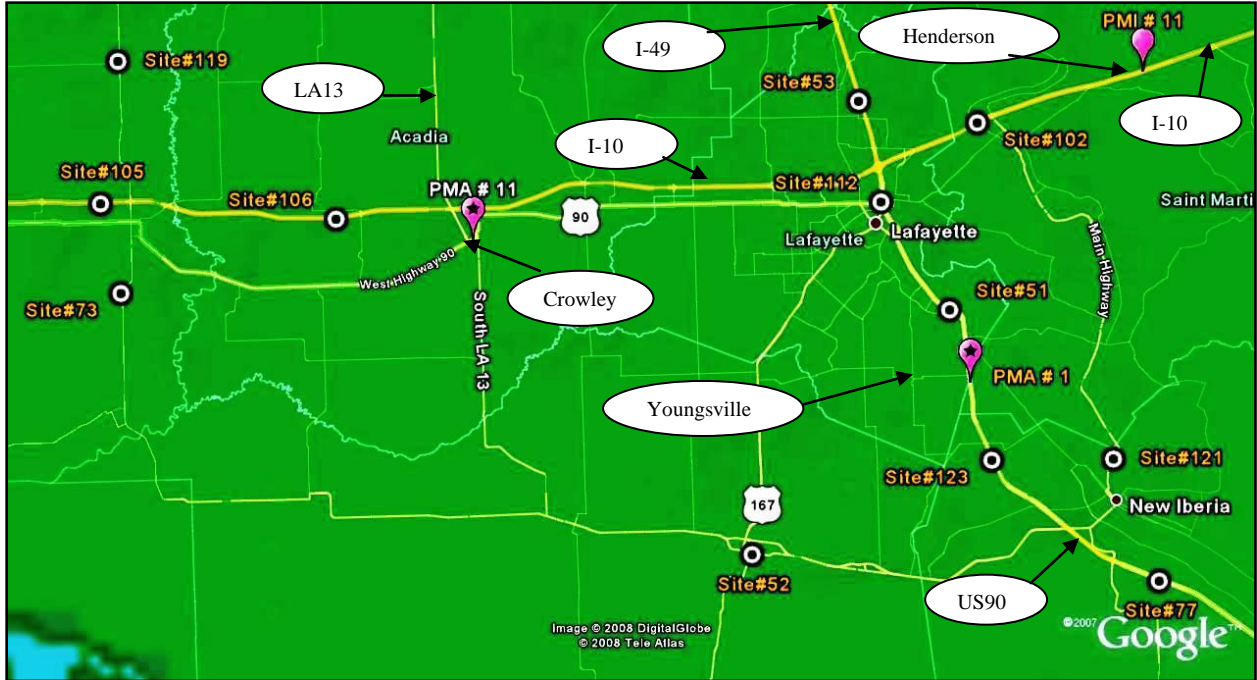 PMI # 11
I-49
Henderson
Site#119
LA13
Site#53
I-10
Acadia
I-10
Site#102
Site#105
Site#106
PMA # 11
Site#112
90
Saint Marti
Lafayette
Lafayette
West Highway 90
Main Highway
Site#73
Crowley
South LA-13
Site#51
PMA # 1
Youngsville
Site#123
Site#121
167
New Iberia
Site#52
US90
Site#77
Image © 2008 DigitalGlobe
© 2008 Tele Atlas
©2007 Google™